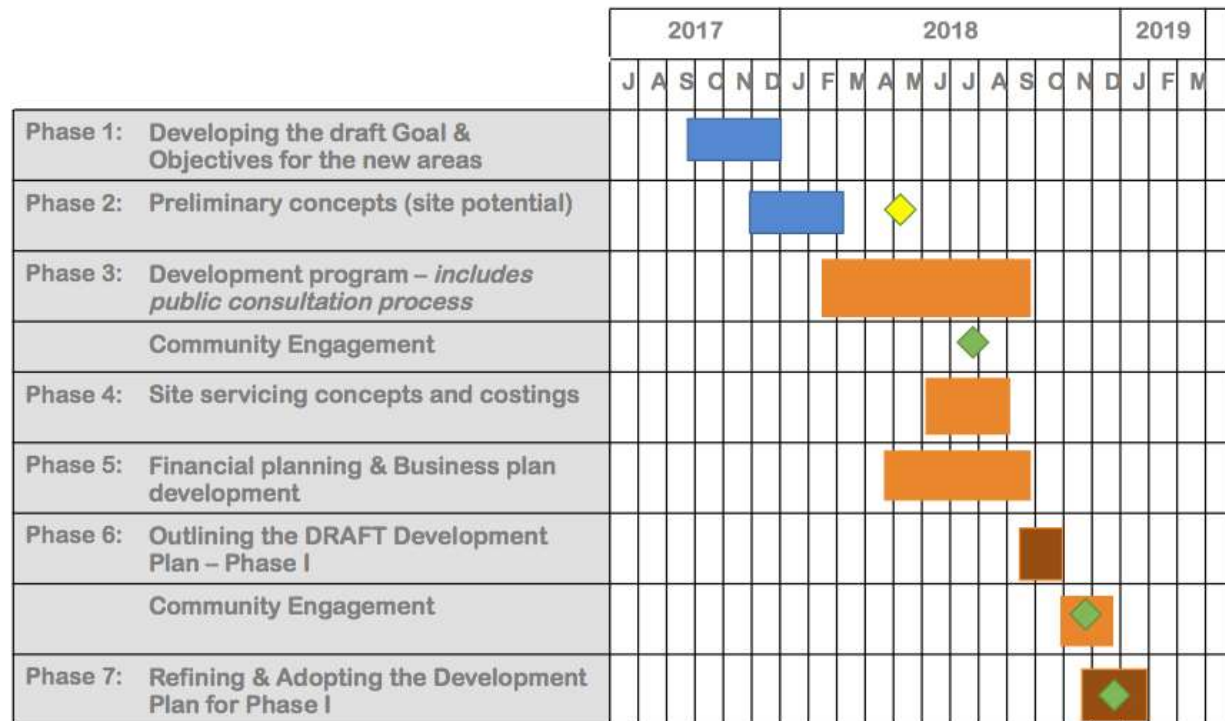 2017 2018 2019
J A S O N D J F M A M J J A S O N D J F M
Phase 1: Developing the draft Goal &
Objectives for the new areas
Phase 2: Preliminary concepts (site potential)
Phase 3: Development program – includes
public consultation process
Community Engagement
Phase 4: Site servicing concepts and costings
Phase 5: Financial planning & Business plan
development
Phase 6: Outlining the DRAFT Development
Plan – Phase I
Community Engagement
Phase 7: Refining & Adopting the Development
Plan for Phase I